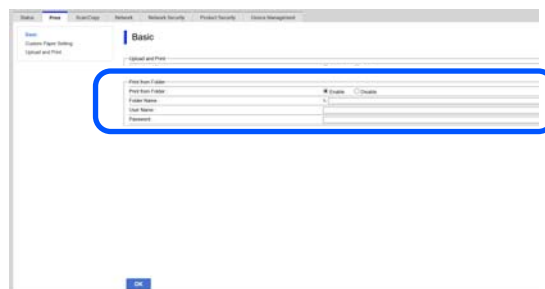 Status Print Scan/Copy Network Network Security Product Security Device Management
Basic
Custom Paper Setting
Upload and Print
Basic
Upload and Print
Print from Folder
Print from Folder Enable Disable
Folder Name
User Name
Password
OK